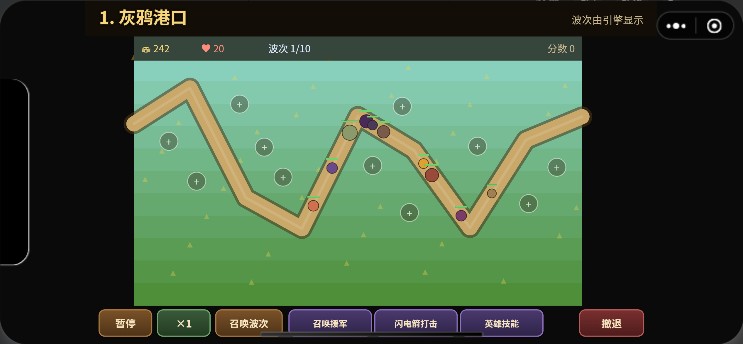 1. 灰鸦港口
波次由引擎显示
242
20
波次 1/10
分数 0
暂停
×1
召唤波次
召唤援军
闪电箭打击
英雄技能
撤退